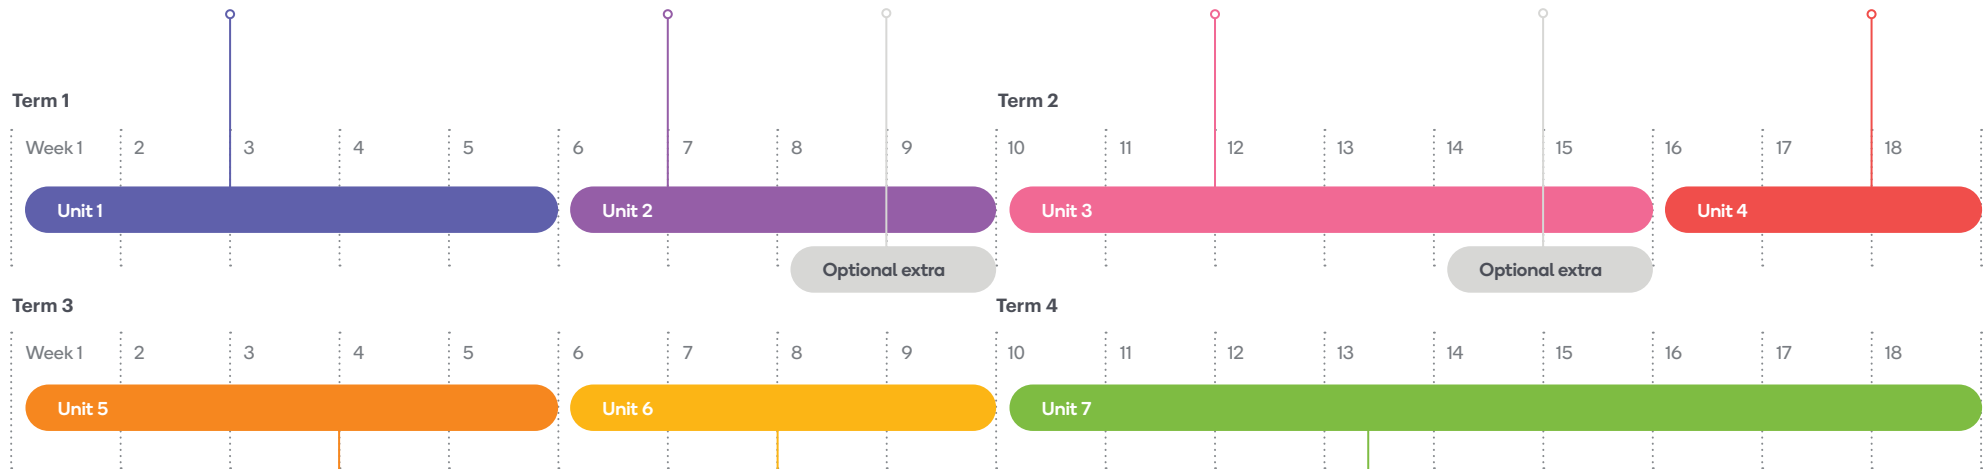 Term 1 Term 2
Week 1 2 3 4 5 6 7 8 9 10 11 12 13 14 15 16 17 18
Unit 1 Unit 2 Unit 3 Unit 4
Optional extra Optional extra
Term 3 Term 4
Week 1 2 3 4 5 6 7 8 9 10 11 12 13 14 15 16 17 18
Unit 5 Unit 6 Unit 7